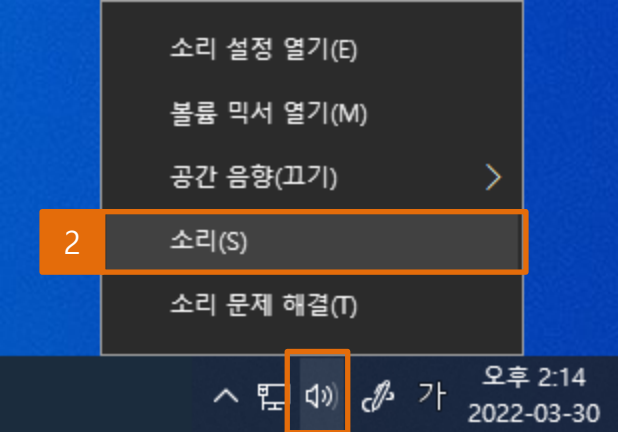 소리 설정 열기(E)
볼륨 믹서 열기(M)
공간 음향(끄기)
2
소리(S)
소리 문제 해결(T)
가
오후 2:14
2022-03-30